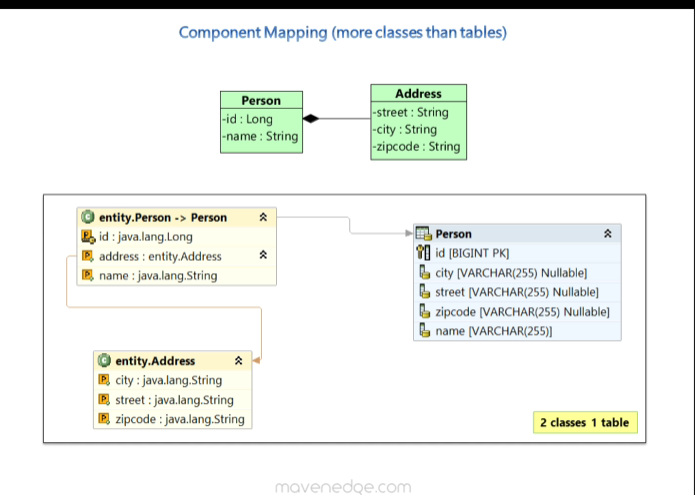 Component Mapping (more classes than tables)
Person
-id : Long
-name : String
Address
-street : String
-city : String
-zipcode : String
entity.Person -> Person
id : java.lang.Long
address : entity.Address
name : java.lang.String
Person
id [BIGINT PK]
city [VARCHAR(255) Nullable]
street [VARCHAR(255) Nullable]
zipcode [VARCHAR(255) Nullable]
name [VARCHAR(255)]
entity.Address
city : java.lang.String
street : java.lang.String
zipcode : java.lang.String
2 classes 1 table
mavenedge.com